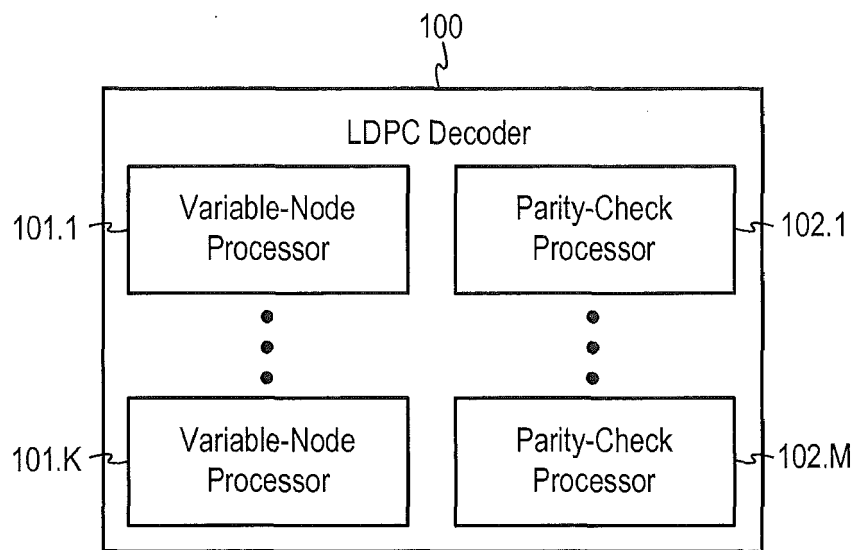 100
LDPC Decoder
Variable-Node
Processor
Parity-Check
Processor
101.1
102.1
Variable-Node
Processor
Parity-Check
Processor
101.K
102.M